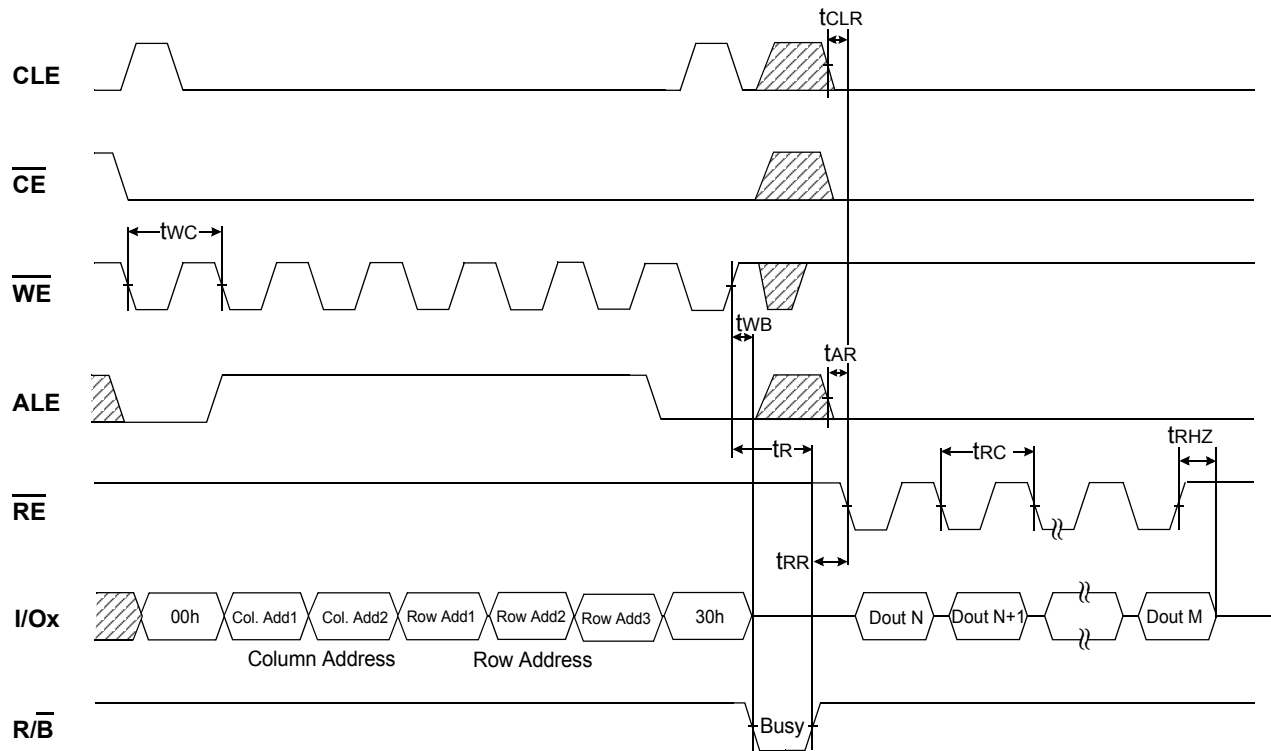 tCLR
CLE
CE
tWC
WE
tWB
tAR
ALE
tR
tRC
tRHZ
RE
tRR
I/Ox
00h
Col. Add1
Col. Add2
Row Add1
Row Add2
Row Add3
30h
Dout N
Dout N+1
Dout M
Column Address
Row Address
R/B
Busy